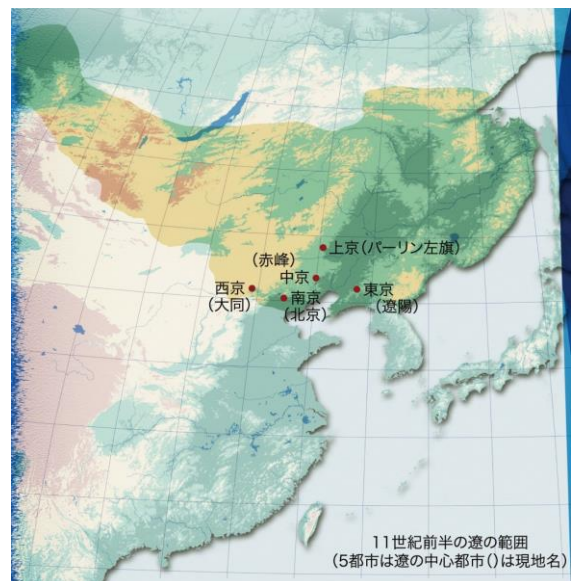 上京(バーリン左旗)
(赤峰)
中京
西京
(大同)
南京
(北京)
東京
(遼陽)
11世紀前半の遼の範囲
(5都市は遼の中心都市()は現地名)